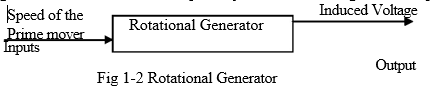 Speed of the
Prime mover
Inputs
Rotational Generator
Induced Voltage
Output
Fig 1-2 Rotational Generator